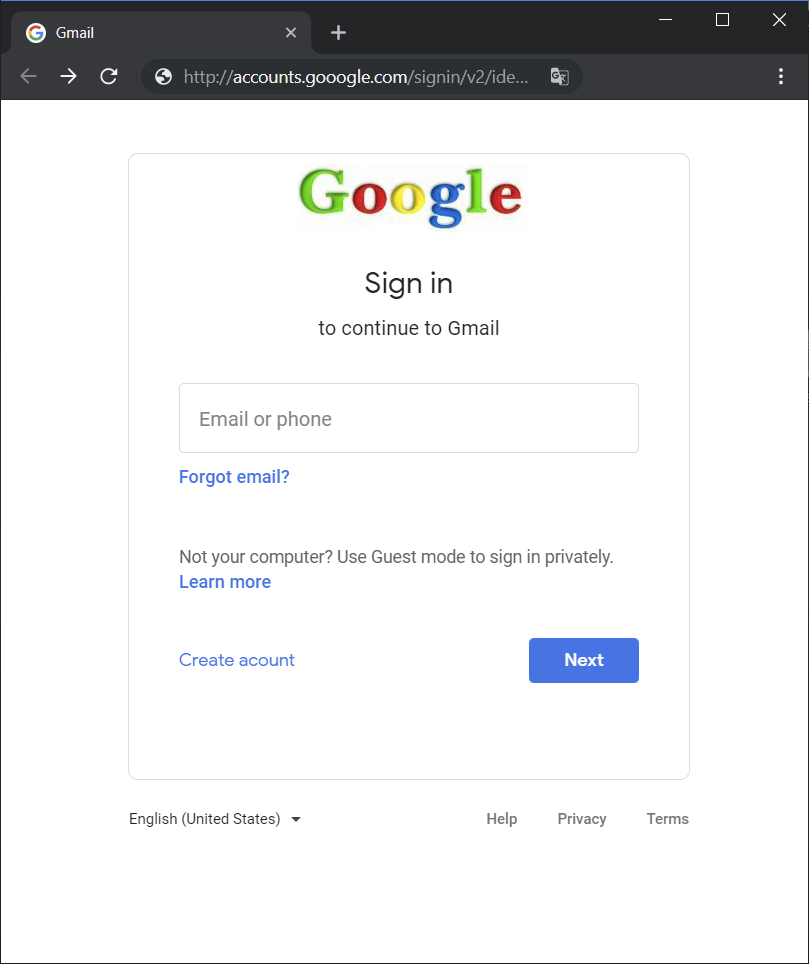 Gmail
http://accounts.gooogle.com/signin/v2/ide...
Google
Sign in
to continue to Gmail
Email or phone
Forgot email?
Not your computer? Use Guest mode to sign in privately.
Learn more
Create acount
Next
English (United States)
Help Privacy Terms